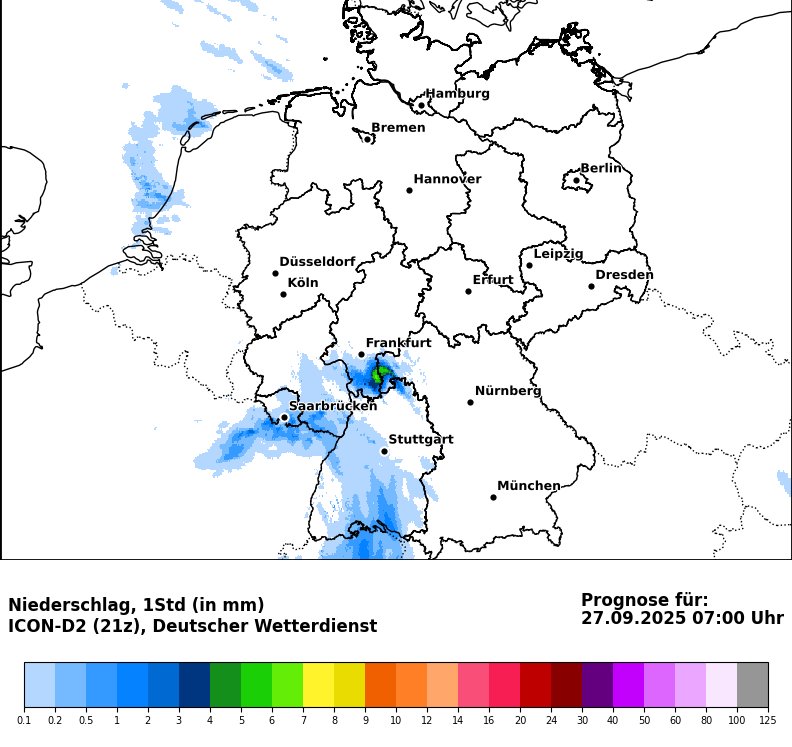 Hamburg
Bremen
Berlin
Hannover
Leipzig
Düsseldorf
Dresden
Köln
Erfurt
Frankfurt
Nürnberg
Saarbrücken
Stuttgart
München
Niederschlag, 1Std (in mm)
ICON-D2 (21z), Deutscher Wetterdienst
Prognose für:
27.09.2025 07:00 Uhr
0.1 0.2 0.5 1 2 3 4 5 6 7 8 9 10 12 14 16 20 24 30 40 50 60 80 100 125